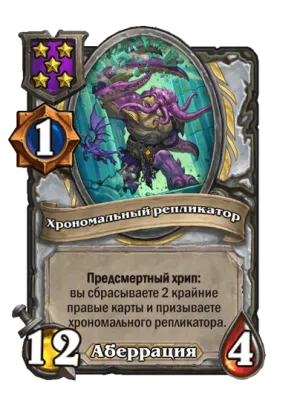 1
Хрономальный репликатор
Предсмертный хрип:
вы сбрасываете 2 крайние
правые карты и призываете
хрономального репликатора.
12 Аберрация 4